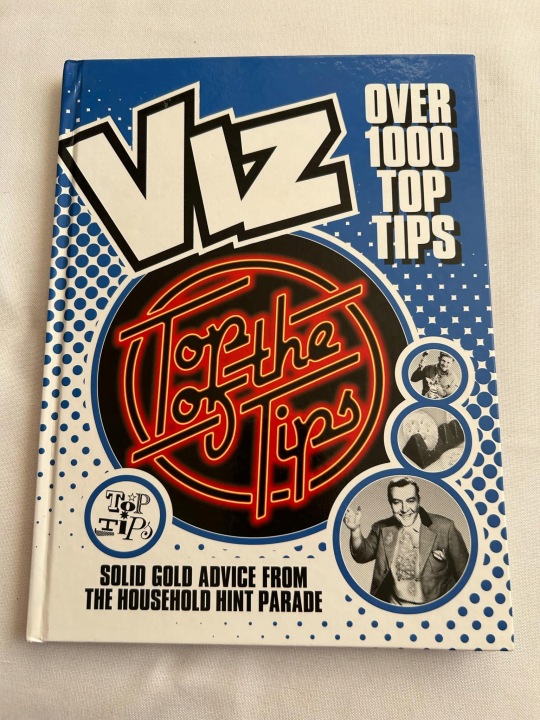 VIZ
OVER
1000
TOP
TIPS
Top
of the
Tips
TOP
TIPS
SOLID GOLD ADVICE FROM
THE HOUSEHOLD HINT PARADE